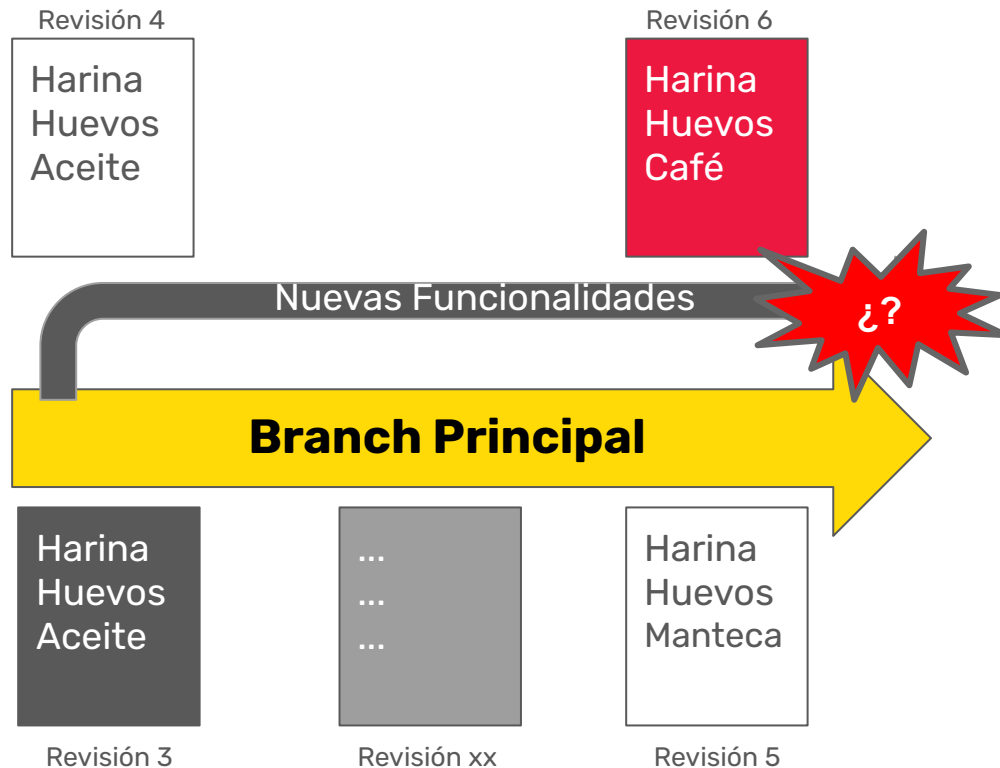 Revisión 4
Harina
Huevos
Aceite
Revisión 6
Harina
Huevos
Café
Nuevas Funcionalidades
¿?
Branch Principal
Harina
Huevos
Aceite
Revisión 3
...
...
...
Revisión xx
Harina
Huevos
Manteca
Revisión 5